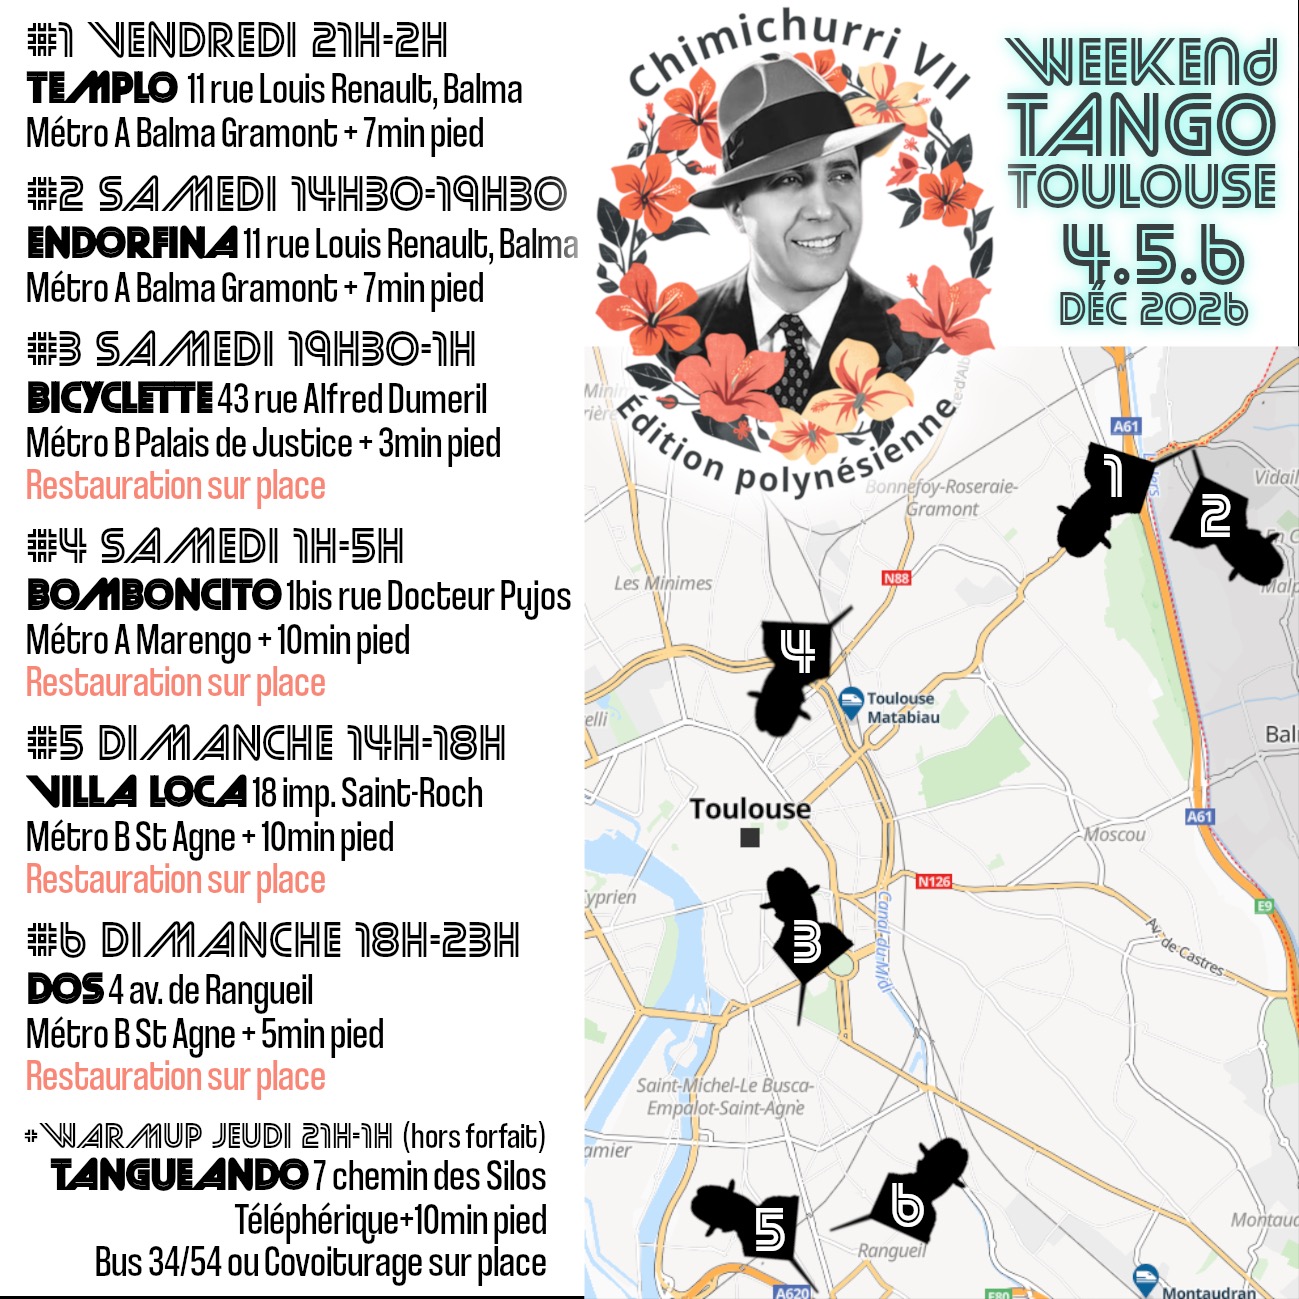 #1 VENDREDI 21H-2H
TEMPLO 11 rue Louis Renault, Balma
Métro A Balma Gramont + 7min pied
#2 SAMEDI 14H30-19H30
ENDORFINA 11 rue Louis Renault, Balma
Métro A Balma Gramont + 7min pied
#3 SAMEDI 19H30-1H
BICYCLETTE 43 rue Alfred Dumeril
Métro B Palais de Justice + 3min pied
Restauration sur place
#4 SAMEDI 1H-5H
BOMBONCITO 1bis rue Docteur Pujos
Métro A Marengo + 10min pied
Restauration sur place
#5 DIMANCHE 14H-18H
VILLA LOCA 18 imp. Saint-Roch
Métro B St Agne + 10min pied
Restauration sur place
#6 DIMANCHE 18H-23H
DOS 4 av. de Rangueil
Métro B St Agne + 5min pied
Restauration sur place
+WARMUP JEUDI 21H-1H (hors forfait)
TANGUEANDO 7 chemin des Silos
Téléphérique+10min pied
Bus 34/54 ou Covoiturage sur place
Chimichurri VII
Édition polynésienne
WEEKEND
TANGO
TOULOUSE
4.5.6
DÉC 2026
A61
1
2
Bonnefoy-Roseraie-
Gramont
Les Minimes
N88
4
Toulouse
Matabiau
Toulouse
A61
Moscou
N126
E9
3
Canal du Midi
Av. de Castres
Saint-Michel-Le Busca-
Empalot-Saint-Agne
5
6
Rangueil
A620
E80
Montaudran